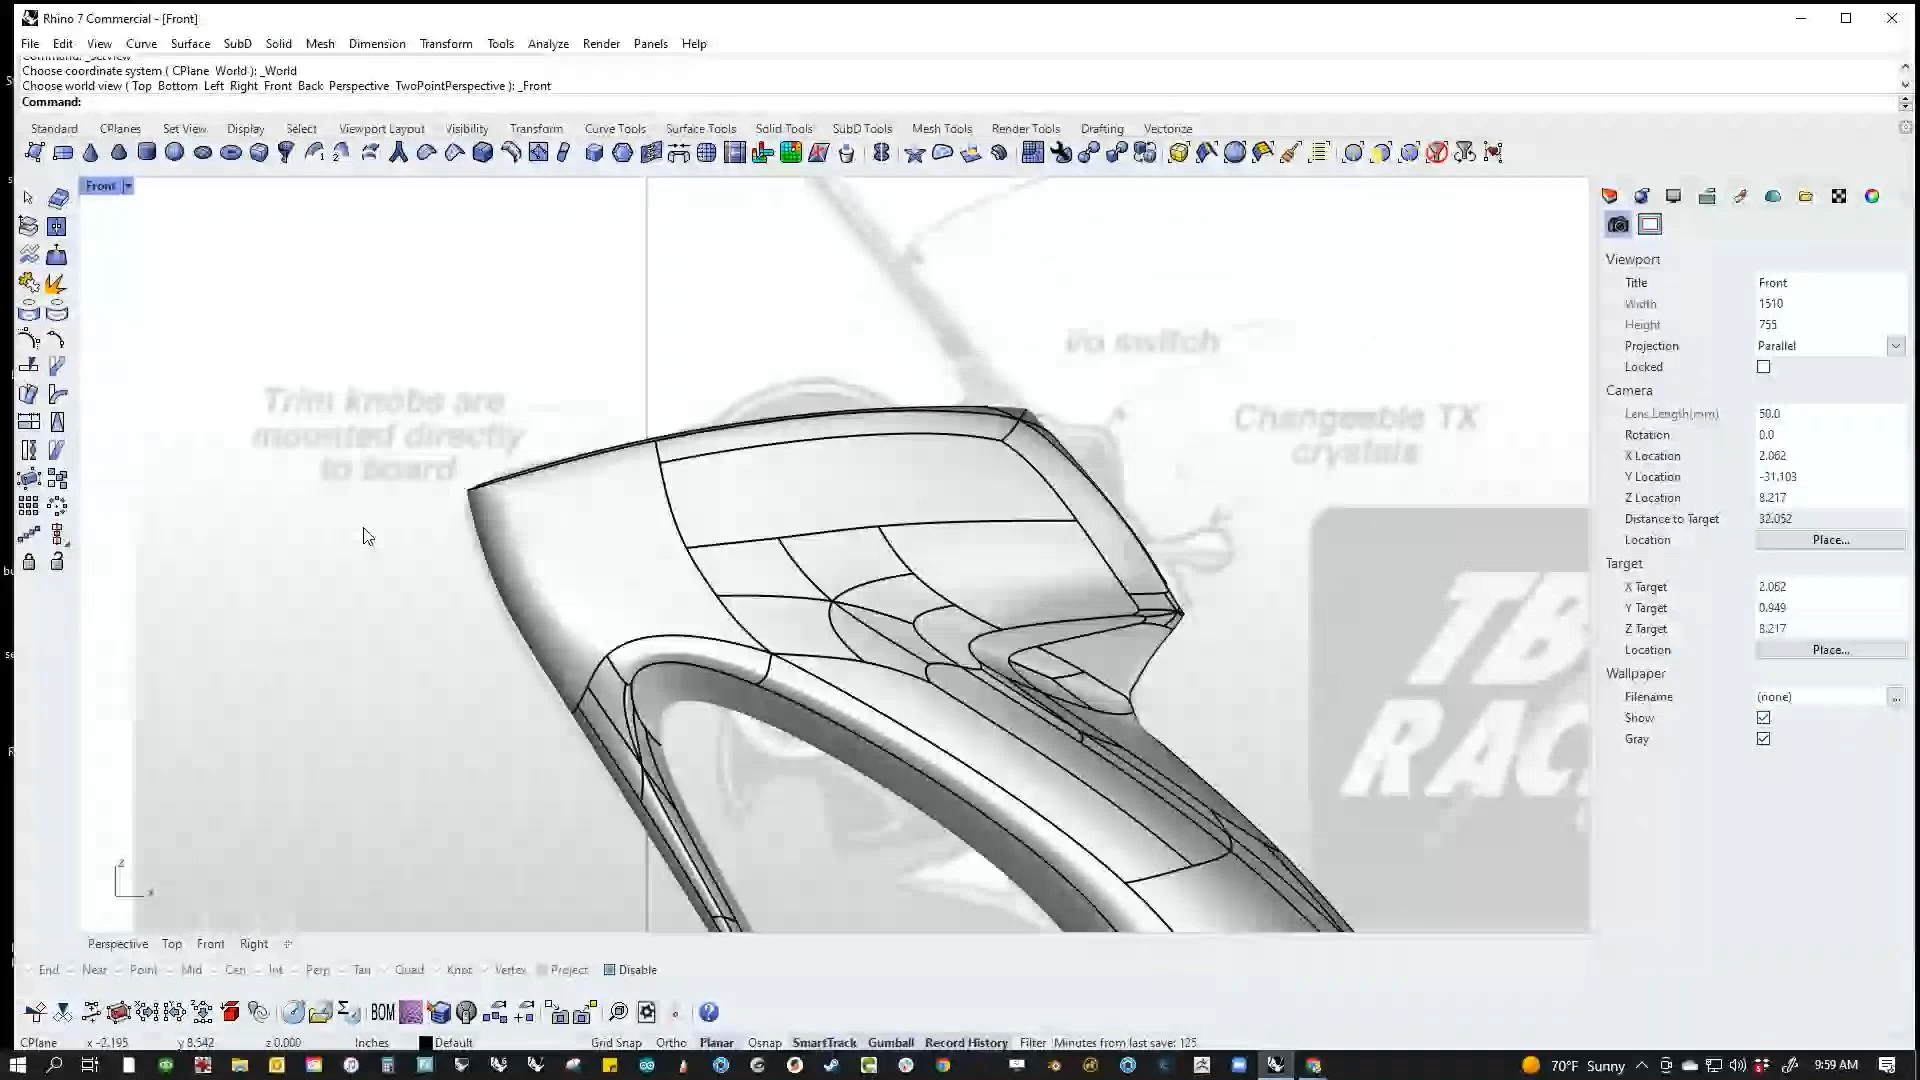 Rhino 7 Commercial - [Front]
File Edit View Curve Surface SubD Solid Mesh Dimension Transform Tools Analyze Render Panels Help
Command: _SetView
Choose coordinate system ( CPlane World ): _World
Choose world view ( Top Bottom Left Right Front Back Perspective TwoPointPerspective ): _Front
Command:
Standard CPlanes Set View Display Select Viewport Layout Visibility Transform Curve Tools Surface Tools Solid Tools SubD Tools Mesh Tools Render Tools Drafting Vectorize
Front
Trim knobs are
mounted directly
to board
switch
Changeable TX
crystals
TB
RAC
z
x
Viewport
Title Front
Width 1510
Height 755
Projection Parallel
Locked
Camera
Lens Length(mm) 50.0
Rotation 0.0
X Location 2.062
Y Location -31.103
Z Location 8.217
Distance to Target 32.052
Location Place...
Target
X Target 2.062
Y Target 0.949
Z Target 8.217
Location Place...
Wallpaper
Filename (none) ...
Show
Gray
Perspective Top Front Right
End Near Point Mid Cen Int Perp Tan Quad Knot Vertex Project Disable
BOM
CPlane x -2.195 y 8.542 z 0.000 Inches Default Grid Snap Ortho Planar Osnap SmartTrack Gumball Record History Filter Minutes from last save: 125
70°F Sunny 9:59 AM